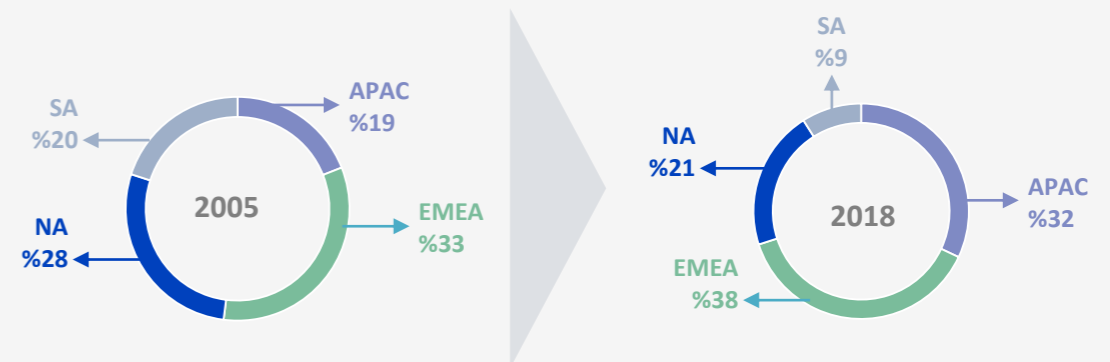 SA
%20
APAC
%19
2005
EMEA
%33
NA
%28
SA
%9
NA
%21
APAC
%32
2018
EMEA
%38